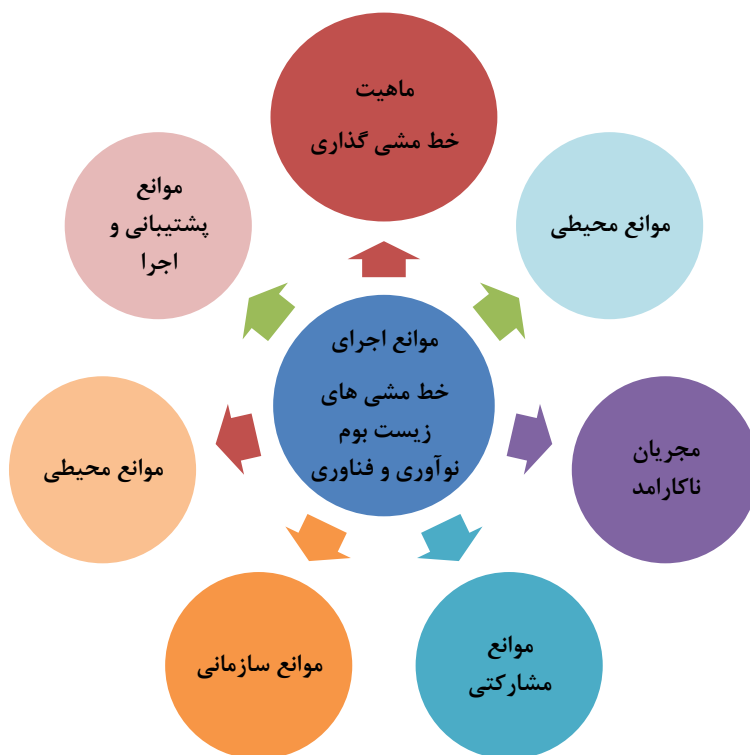 ماهیت
خط مشی گذاری
موانع محیطی
مجریان
ناکارامد
موانع
مشارکتی
موانع سازمانی
موانع محیطی
موانع
پشتیبانی و
اجرا
موانع اجرای
خط مشی های
زیست بوم
نوآوری و فناوری